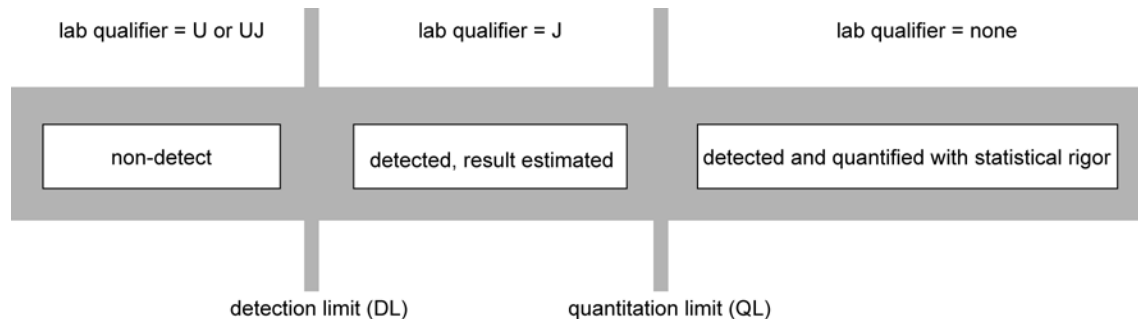 lab qualifier = U or UJ
lab qualifier = J
lab qualifier = none
non-detect
detected, result estimated
detected and quantified with statistical rigor
detection limit (DL)
quantitation limit (QL)